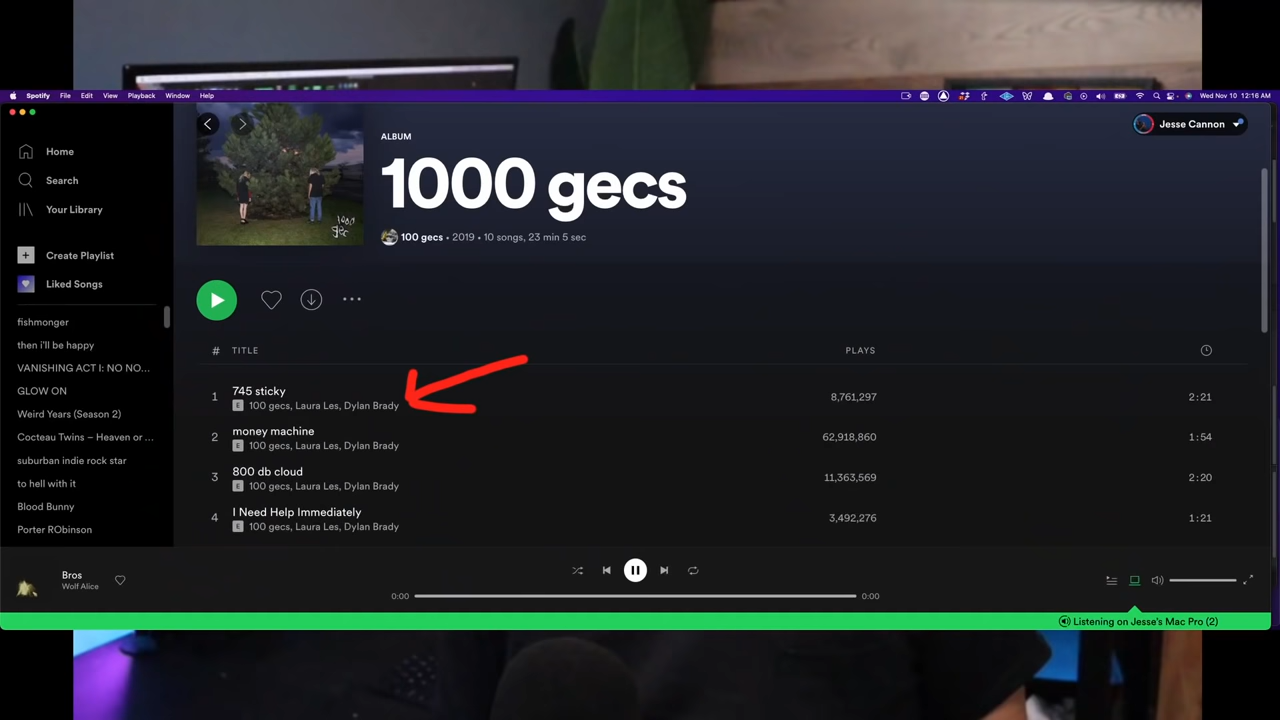 Spotify File Edit View Playback Window Help
Wed Nov 10 12:16 AM
Jesse Cannon
Home
Search
Your Library
Create Playlist
Liked Songs
fishmonger
then i'll be happy
VANISHING ACT I: NO NO...
GLOW ON
Weird Years (Season 2)
Cocteau Twins – Heaven or ...
suburban indie rock star
to hell with it
Blood Bunny
Porter RObinson
ALBUM
1000 gecs
100 gecs • 2019 • 10 songs, 23 min 5 sec
# TITLE PLAYS
1 745 sticky 8,761,297 2:21
E 100 gecs, Laura Les, Dylan Brady
2 money machine 62,918,860 1:54
E 100 gecs, Laura Les, Dylan Brady
3 800 db cloud 11,363,569 2:20
E 100 gecs, Laura Les, Dylan Brady
4 I Need Help Immediately 3,492,276 1:21
E 100 gecs, Laura Les, Dylan Brady
Bros
Wolf Alice
0:00 0:00
Listening on Jesse's Mac Pro (2)